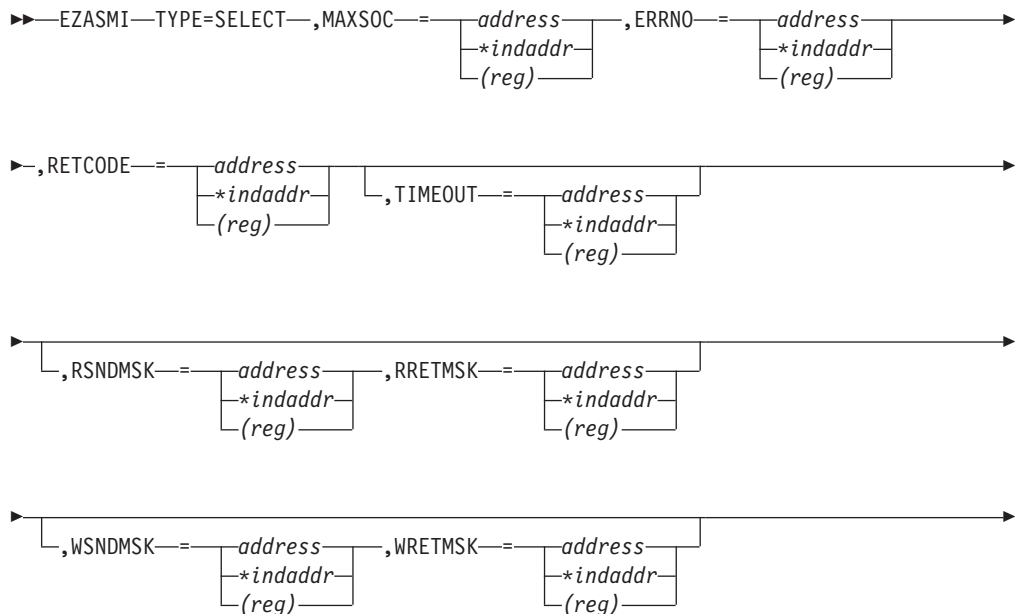 EZASMI TYPE=SELECT ,MAXSOC = address ,ERRNO = address
*indaddr *indaddr
(reg) (reg)
,RETCODE = address ,TIMEOUT = address
*indaddr *indaddr
(reg) (reg)
,RSNDMSK = address ,RRETMSK = address
*indaddr *indaddr
(reg) (reg)
,WSNDMSK = address ,WRETMSK = address
*indaddr *indaddr
(reg) (reg)